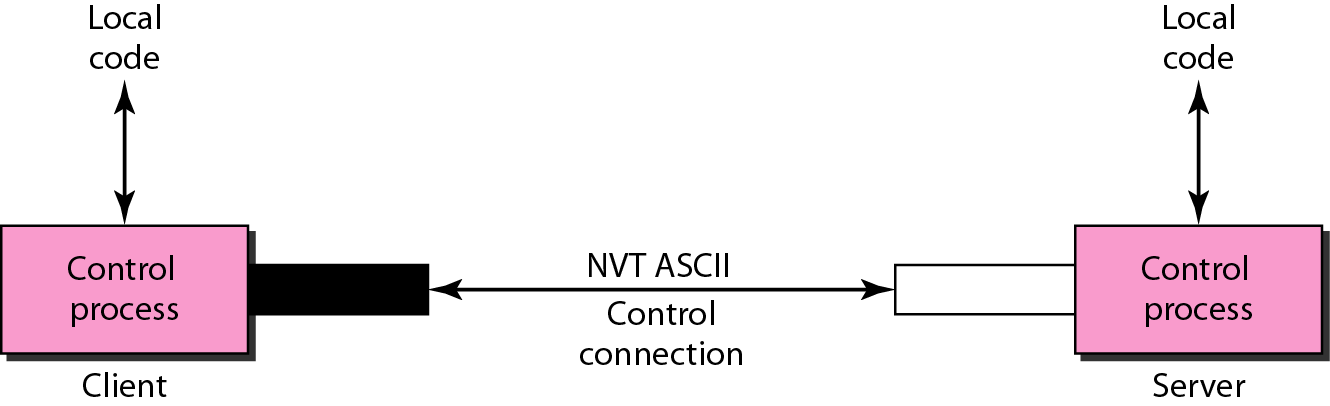 Local
code
Local
code
Control
process
NVT ASCII
Control
connection
Control
process
Client
Server